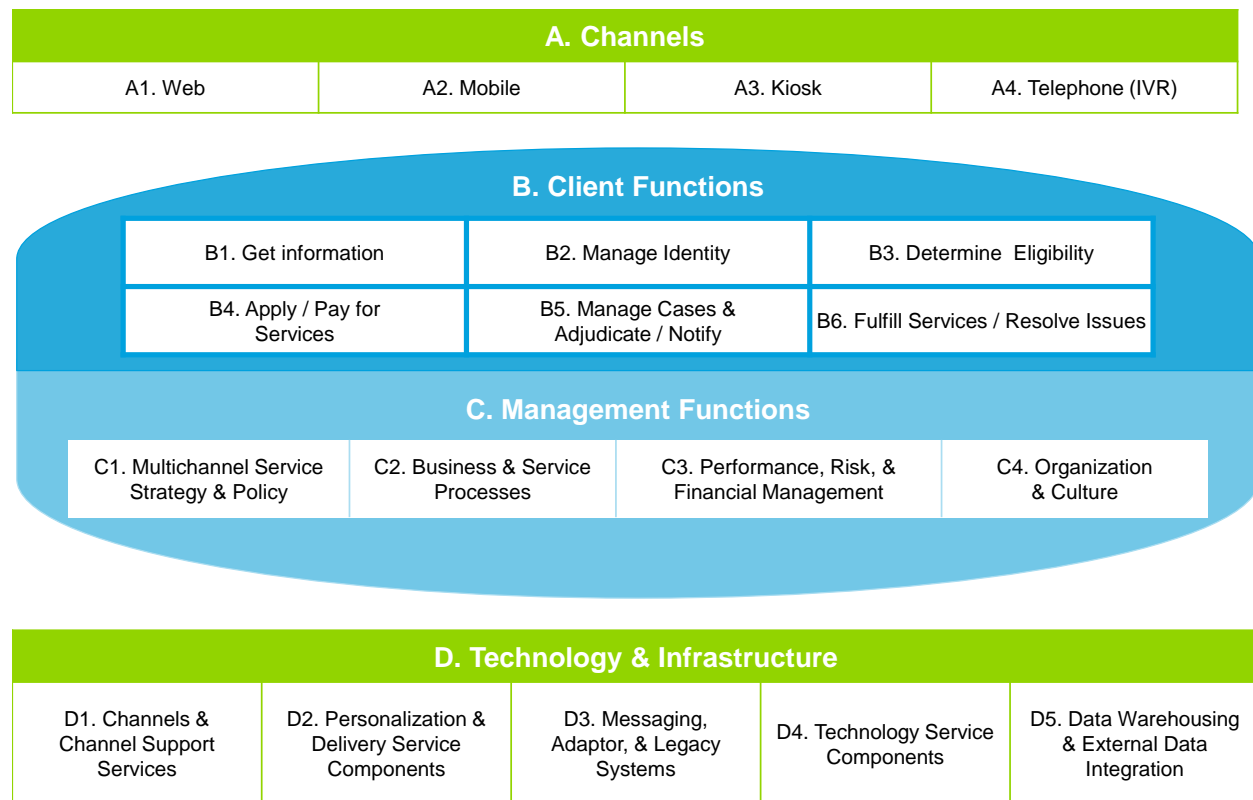 A. Channels
A1. Web
A2. Mobile
A3. Kiosk
A4. Telephone (IVR)
B. Client Functions
B1. Get information
B2. Manage Identity
B3. Determine  Eligibility
B4. Apply / Pay for
Services
B5. Manage Cases &
Adjudicate / Notify
B6. Fulfill Services / Resolve Issues
C. Management Functions
C1. Multichannel Service
Strategy & Policy
C2. Business & Service
Processes
C3. Performance, Risk, &
Financial Management
C4. Organization
& Culture
D. Technology & Infrastructure
D1. Channels &
Channel Support
Services
D2. Personalization &
Delivery Service
Components
D3. Messaging,
Adaptor, & Legacy
Systems
D4. Technology Service
Components
D5. Data Warehousing
& External Data
Integration